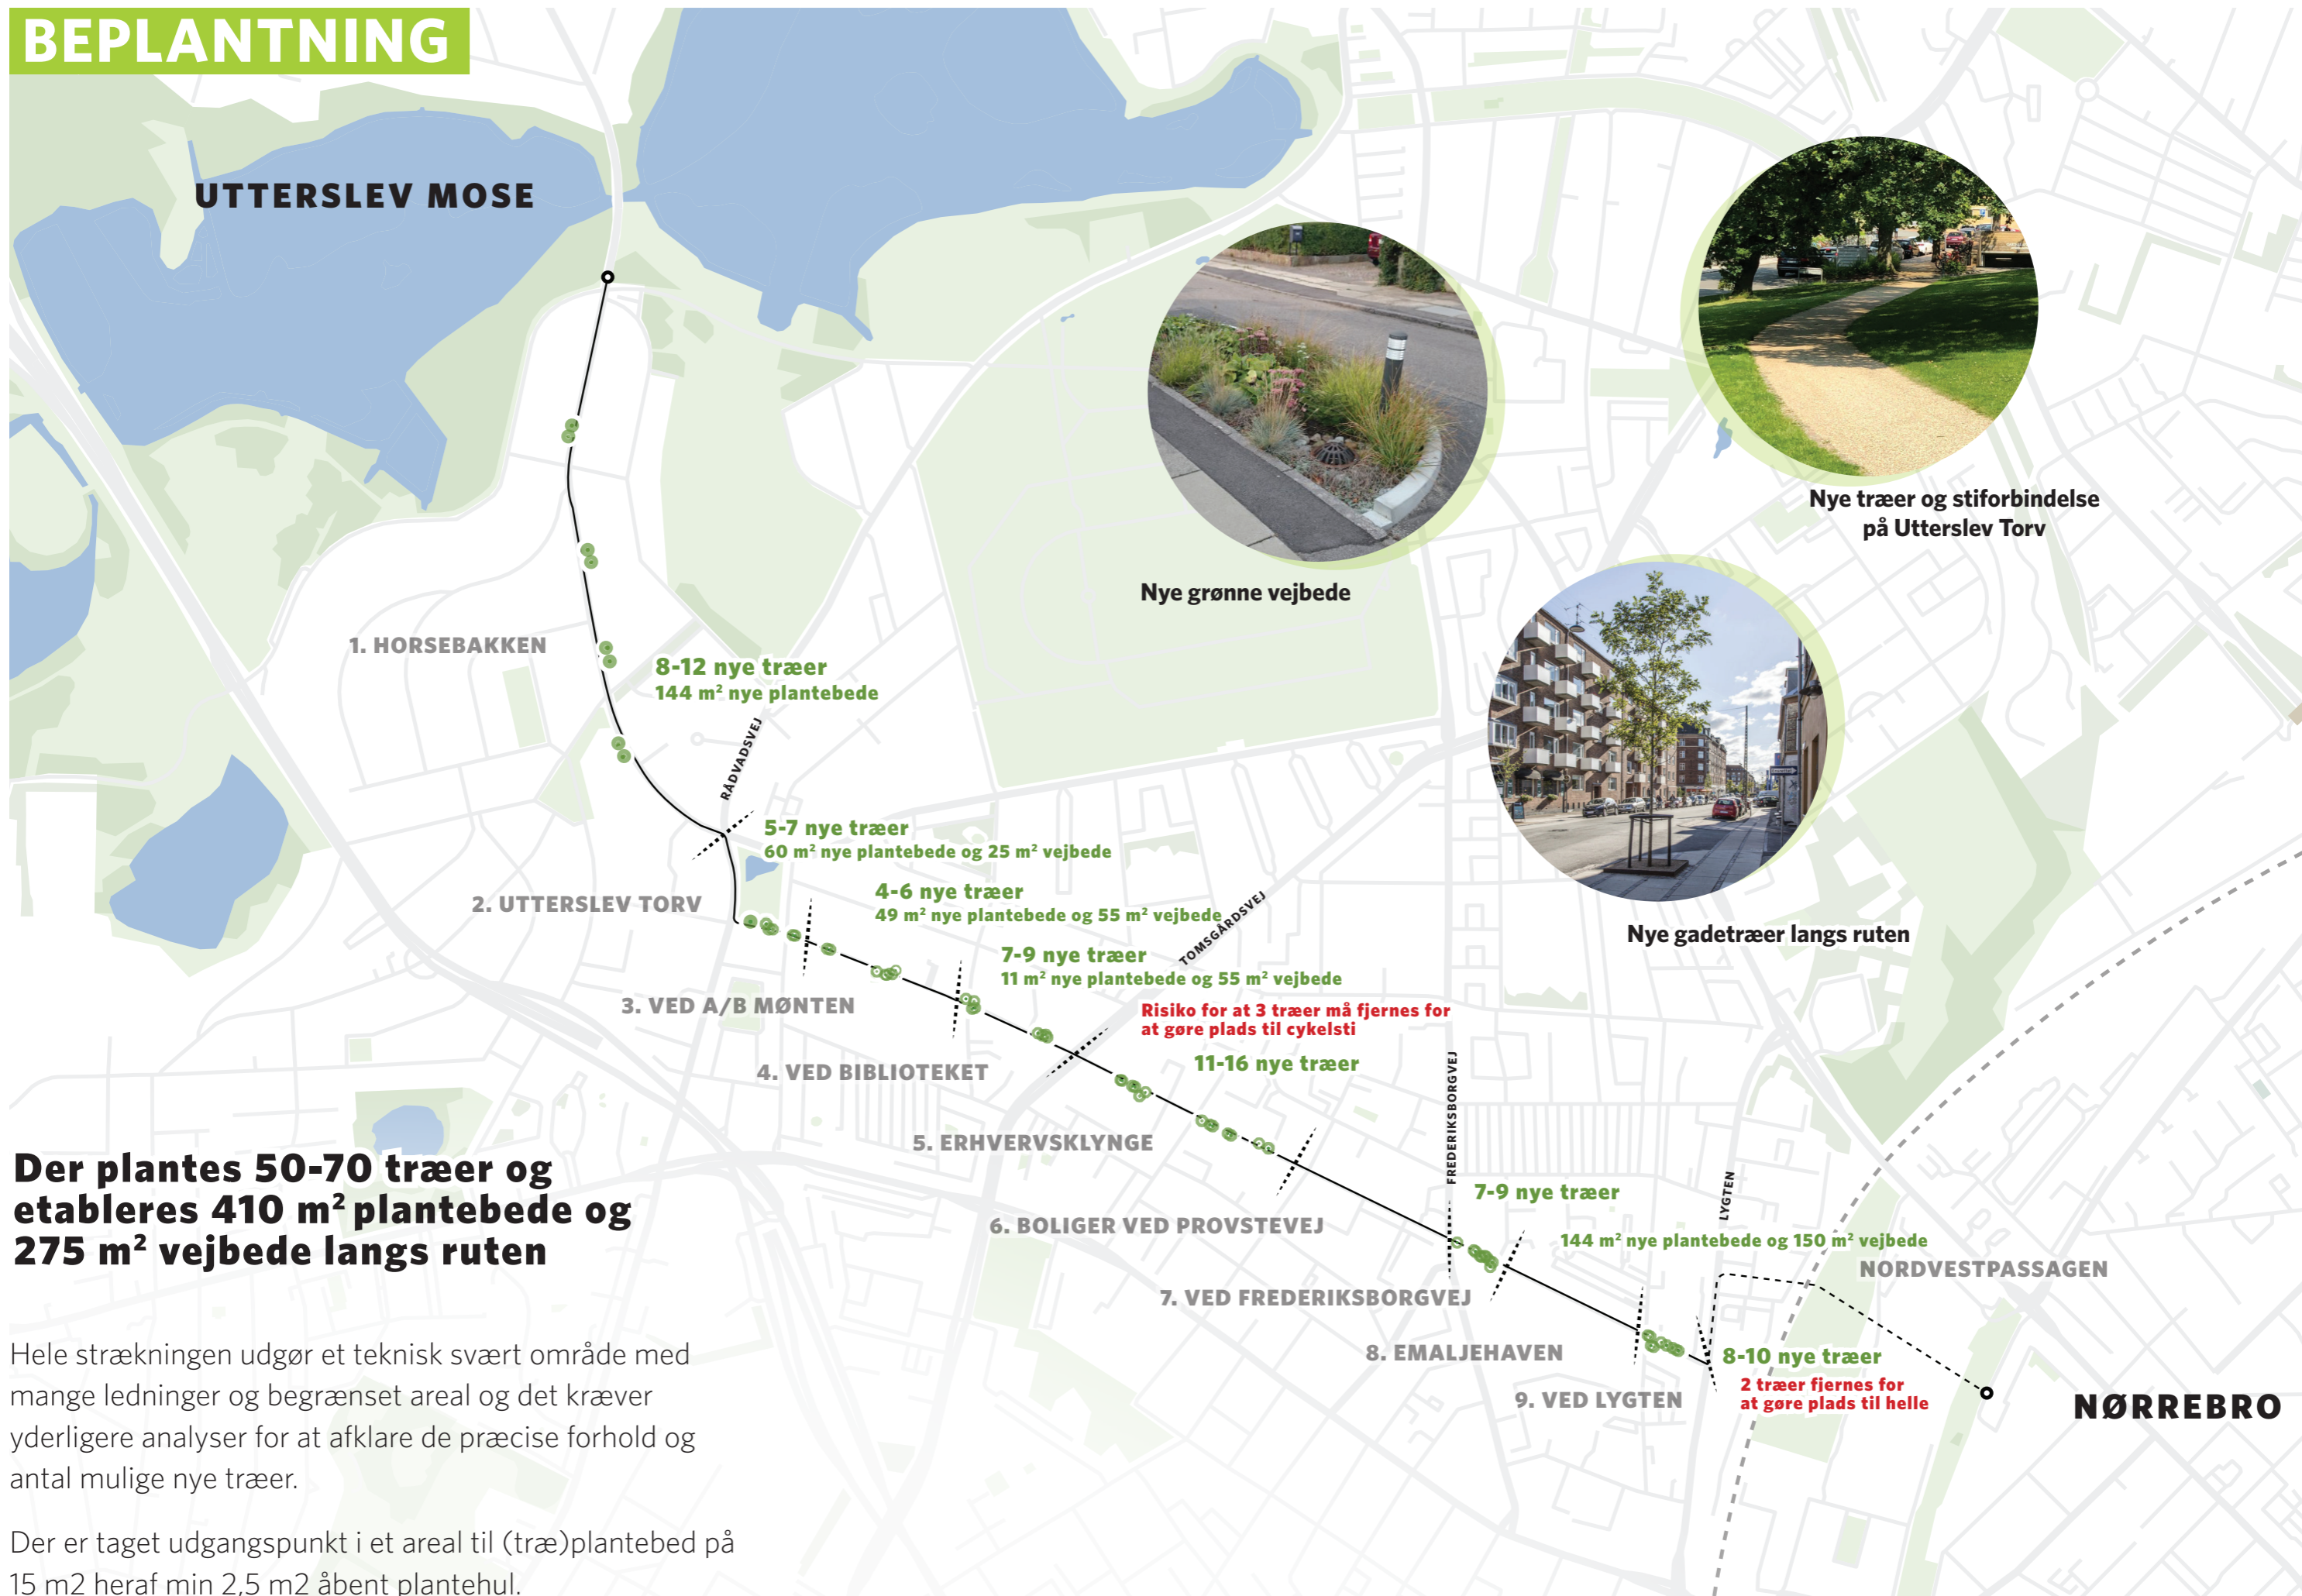 BEPLANTNING
UTTERSLEV MOSE
Nye træer og stiforbindelse
på Utterslev Torv
Nye grønne vejbede
Nye gadetræer langs ruten
1. HORSEBAKKEN
8-12 nye træer
144 m² nye plantebede
RÅDVADSVEJ
5-7 nye træer
60 m² nye plantebede og 25 m² vejbede
2. UTTERSLEV TORV
4-6 nye træer
49 m² nye plantebede og 55 m² vejbede
TOMSGÅRDSVEJ
7-9 nye træer
11 m² nye plantebede og 55 m² vejbede
3. VED A/B MØNTEN
Risiko for at 3 træer må fjernes for
at gøre plads til cykelsti
4. VED BIBLIOTEKET
11-16 nye træer
5. ERHVERVSKLYNGE
FREDERIKSBORGVEJ
6. BOLIGER VED PROVSTEVEJ
7-9 nye træer
LYGTEN
144 m² nye plantebede og 150 m² vejbede
NORDVESTPASSAGEN
7. VED FREDERIKSBORGVEJ
8. EMALJEHAVEN
8-10 nye træer
2 træer fjernes for
at gøre plads til helle
9. VED LYGTEN
NØRREBRO
Der plantes 50-70 træer og
etableres 410 m² plantebede og
275 m² vejbede langs ruten
Hele strækningen udgør et teknisk svært område med
mange ledninger og begrænset areal og det kræver
yderligere analyser for at afklare de præcise forhold og
antal mulige nye træer.
Der er taget udgangspunkt i et areal til (træ)plantebed på
15 m2 heraf min 2,5 m2 åbent plantehul.